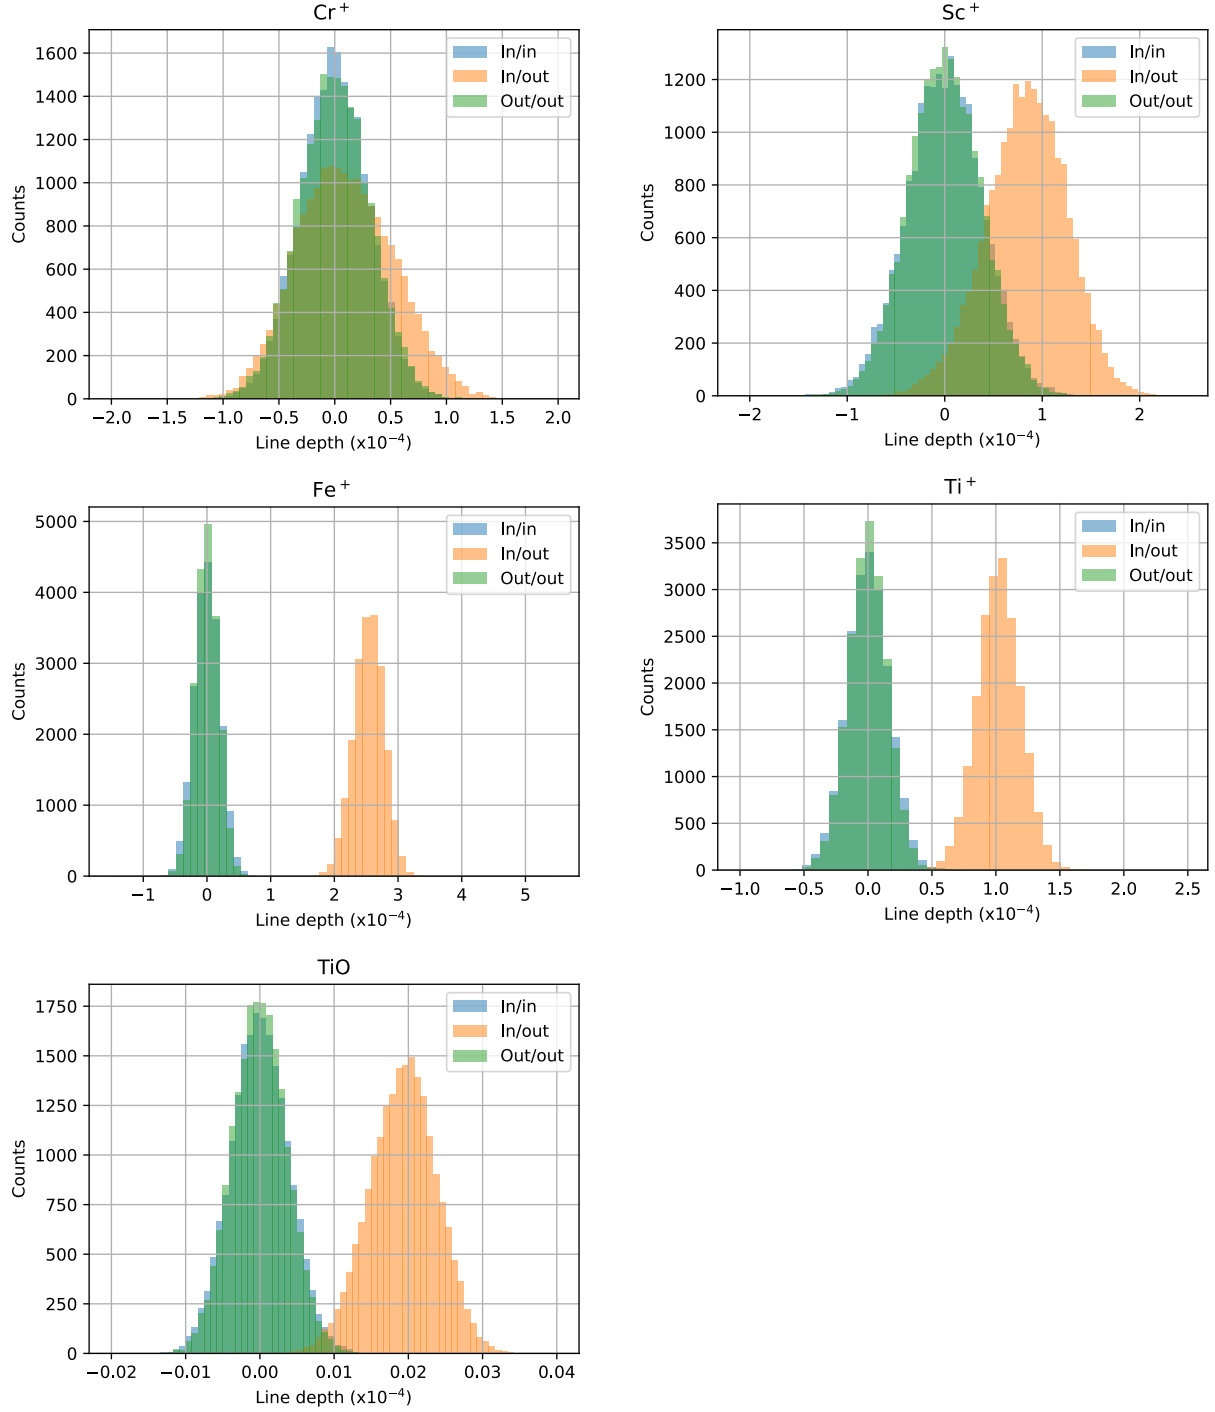 Cr+
1600
1400
1200
1000
800
600
400
200
0
Counts
In/in
In/out
Out/out
−2.0 −1.5 −1.0 −0.5 0.0 0.5 1.0 1.5 2.0
Line depth (x10−4)
Sc+
1200
1000
800
600
400
200
0
Counts
In/in
In/out
Out/out
−2 −1 0 1 2
Line depth (x10−4)
Fe+
5000
4000
3000
2000
1000
0
Counts
In/in
In/out
Out/out
−1 0 1 2 3 4 5
Line depth (x10−4)
Ti+
3500
3000
2500
2000
1500
1000
500
0
Counts
In/in
In/out
Out/out
−1.0 −0.5 0.0 0.5 1.0 1.5 2.0 2.5
Line depth (x10−4)
TiO
1750
1500
1250
1000
750
500
250
0
Counts
In/in
In/out
Out/out
−0.02 −0.01 0.00 0.01 0.02 0.03 0.04
Line depth (x10−4)